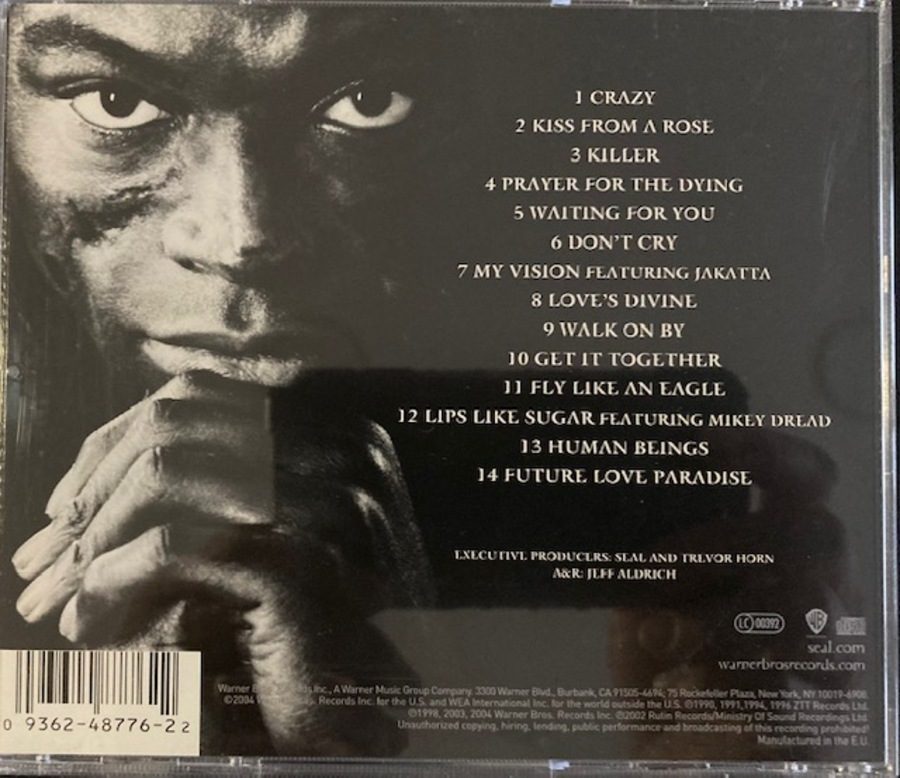 1 CRAZY
2 KISS FROM A ROSE
3 KILLER
4 PRAYER FOR THE DYING
5 WAITING FOR YOU
6 DON'T CRY
7 MY VISION FEATURING JAKATTA
8 LOVE'S DIVINE
9 WALK ON BY
10 GET IT TOGETHER
11 FLY LIKE AN EAGLE
12 LIPS LIKE SUGAR FEATURING MIKEY DREAD
13 HUMAN BEINGS
14 FUTURE LOVE PARADISE
EXECUTIVE PRODUCERS: SEAL AND TREVOR HORN
A&R: JEFF ALDRICH
LC 00392
WB
seal.com
warnerbrosrecords.com
Warner Inc., A Warner Music Group Company. 3300 Warner Blvd., Burbank, CA 91505-4694; 75 Rockefeller Plaza, New York, NY 10019-6908.
©2004 Records Inc. for the U.S. and WEA International Inc. for the world outside the U.S. ℗1990, 1991, 1994, 1996 ZTT Records Ltd.
℗1998, 2003, 2004 Warner Bros. Records Inc. ℗2002 Rulin Records/Ministry Of Sound Recordings Ltd.
Unauthorized copying, hiring, lending, public performance and broadcasting of this recording prohibited
Manufactured in the E.U.
0 9362-48776-2 2